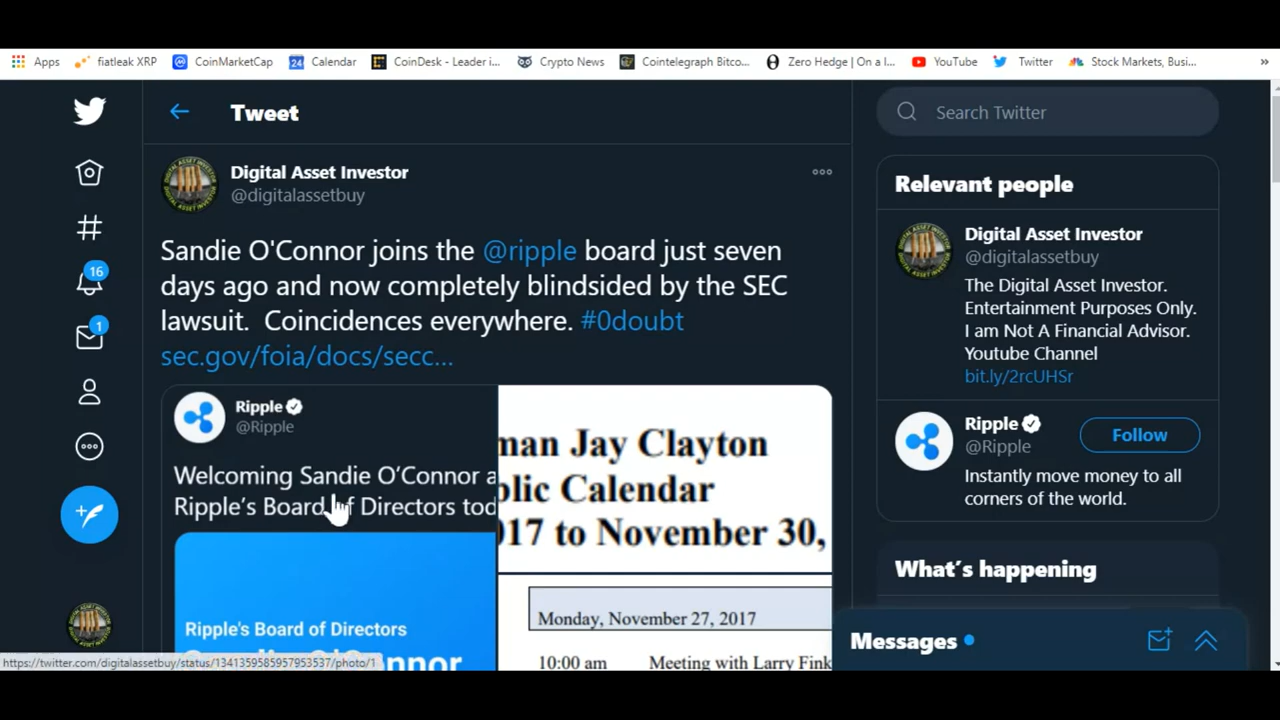 Apps fiatleak XRP CoinMarketCap 24 Calendar CoinDesk - Leader i... Crypto News Cointelegraph Bitco... Zero Hedge | On a l... YouTube Twitter Stock Markets, Busi... »
Tweet
Search Twitter
Digital Asset Investor
@digitalassetbuy
Sandie O'Connor joins the @ripple board just seven
days ago and now completely blindsided by the SEC
lawsuit. Coincidences everywhere. #0doubt
sec.gov/foia/docs/secc...
Ripple
@Ripple
Welcoming Sandie O'Connor a
Ripple's Board of Directors tod
Ripple's Board of Directors
man Jay Clayton
blic Calendar
017 to November 30,
Monday, November 27, 2017
10:00 am Meeting with Larry Fink
16
1
Relevant people
Digital Asset Investor
@digitalassetbuy
The Digital Asset Investor.
Entertainment Purposes Only.
I am Not A Financial Advisor.
Youtube Channel
bit.ly/2rcUHSr
Ripple
@Ripple
Follow
Instantly move money to all
corners of the world.
What's happening
Messages
https://twitter.com/digitalassetbuy/status/1341359585957953537/photo/1